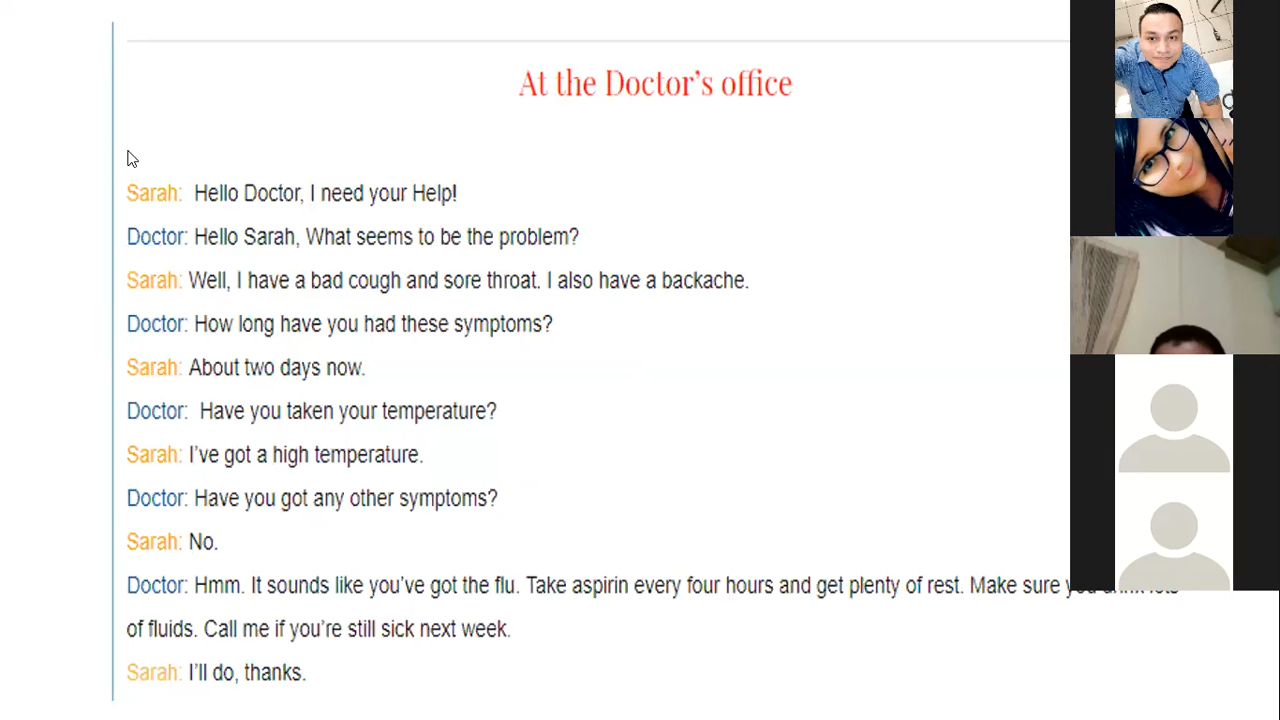 At the Doctor's office
Sarah: Hello Doctor, I need your Help!
Doctor: Hello Sarah, What seems to be the problem?
Sarah: Well, I have a bad cough and sore throat. I also have a backache.
Doctor: How long have you had these symptoms?
Sarah: About two days now.
Doctor: Have you taken your temperature?
Sarah: I've got a high temperature.
Doctor: Have you got any other symptoms?
Sarah: No.
Doctor: Hmm. It sounds like you've got the flu. Take aspirin every four hours and get plenty of rest. Make sure
of fluids. Call me if you're still sick next week.
Sarah: I'll do, thanks.